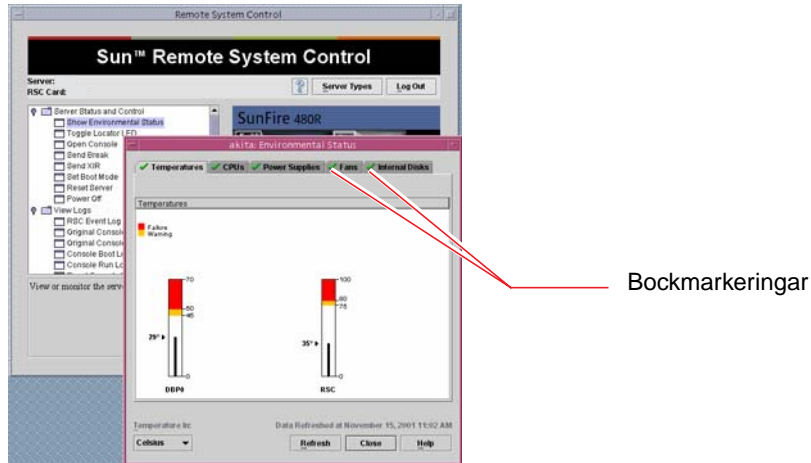 Remote System Control
Sun™ Remote System Control
Server:
RSC Card:
Server Types
Log Out
Server Status and Control
Show Environmental Status
Toggle Locator LED
Open Console
Send Break
Send XIR
Set Boot Mode
Reset Server
Power Off
View Logs
RSC Event Log
Original Consol
Original Consol
Console Boot L
Console Run Lo
View or monitor the serve
SunFire 480R
akita: Environmental Status
Temperatures
CPUs
Power Supplies
Fans
Internal Disks
Temperatures
Failure
Warning
70
50
45
29°
0
DBP0
100
80
75
35°
0
RSC
Temperature In:
Data Refreshed at November 15, 2001 11:02 AM
Celsius
Refresh
Close
Help
Bockmarkeringar